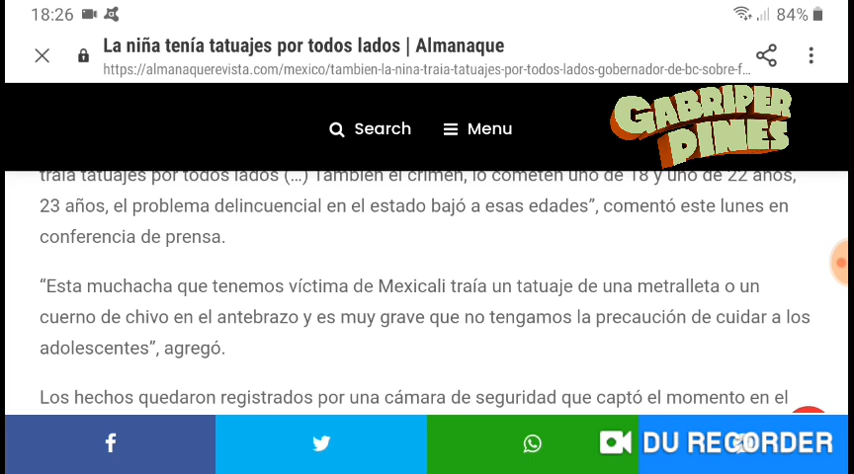 18:26
84%
La niña tenía tatuajes por todos lados | Almanaque
https://almanaquerevista.com/mexico/tambien-la-nina-traia-tatuajes-por-todos-lados-gobernador-de-bc-sobre-f...
GABRIPER
PINES
Search
Menu
traía tatuajes por todos lados (...) También el crimen, lo cometen uno de 18 y uno de 22 años,
23 años, el problema delincuencial en el estado bajó a esas edades”, comentó este lunes en
conferencia de prensa.
“Esta muchacha que tenemos víctima de Mexicali traía un tatuaje de una metralleta o un
cuerno de chivo en el antebrazo y es muy grave que no tengamos la precaución de cuidar a los
adolescentes”, agregó.
Los hechos quedaron registrados por una cámara de seguridad que captó el momento en el
DU RECORDER